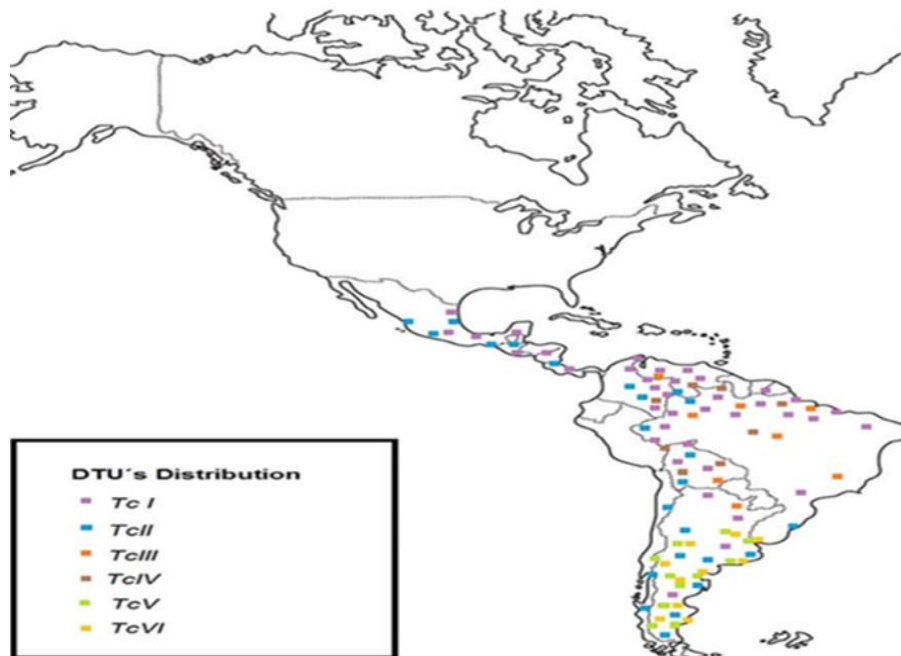 DTU´s Distribution
Tc I
TcII
TcIII
TcIV
TcV
TcVI